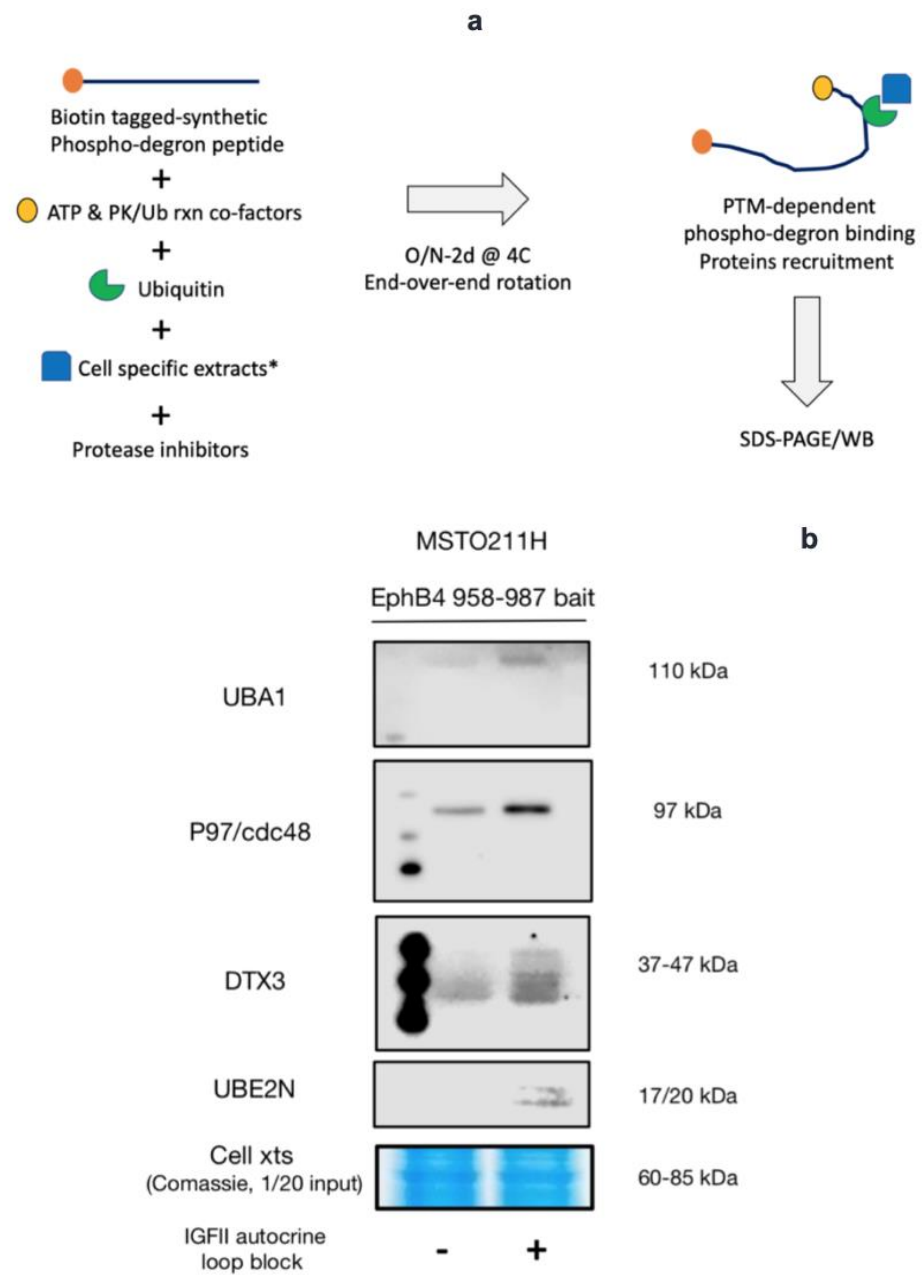 a
Biotin tagged-synthetic
Phospho-degron peptide
+
ATP & PK/Ub rxn co-factors
+
Ubiquitin
+
Cell specific extracts*
+
Protease inhibitors
O/N-2d @ 4C
End-over-end rotation
PTM-dependent
phospho-degron binding
Proteins recruitment
SDS-PAGE/WB
b
MSTO211H
EphB4 958-987 bait
UBA1
110 kDa
P97/cdc48
97 kDa
DTX3
37-47 kDa
UBE2N
17/20 kDa
Cell xts
(Comassie, 1/20 input)
60-85 kDa
IGFII autocrine
loop block
- +